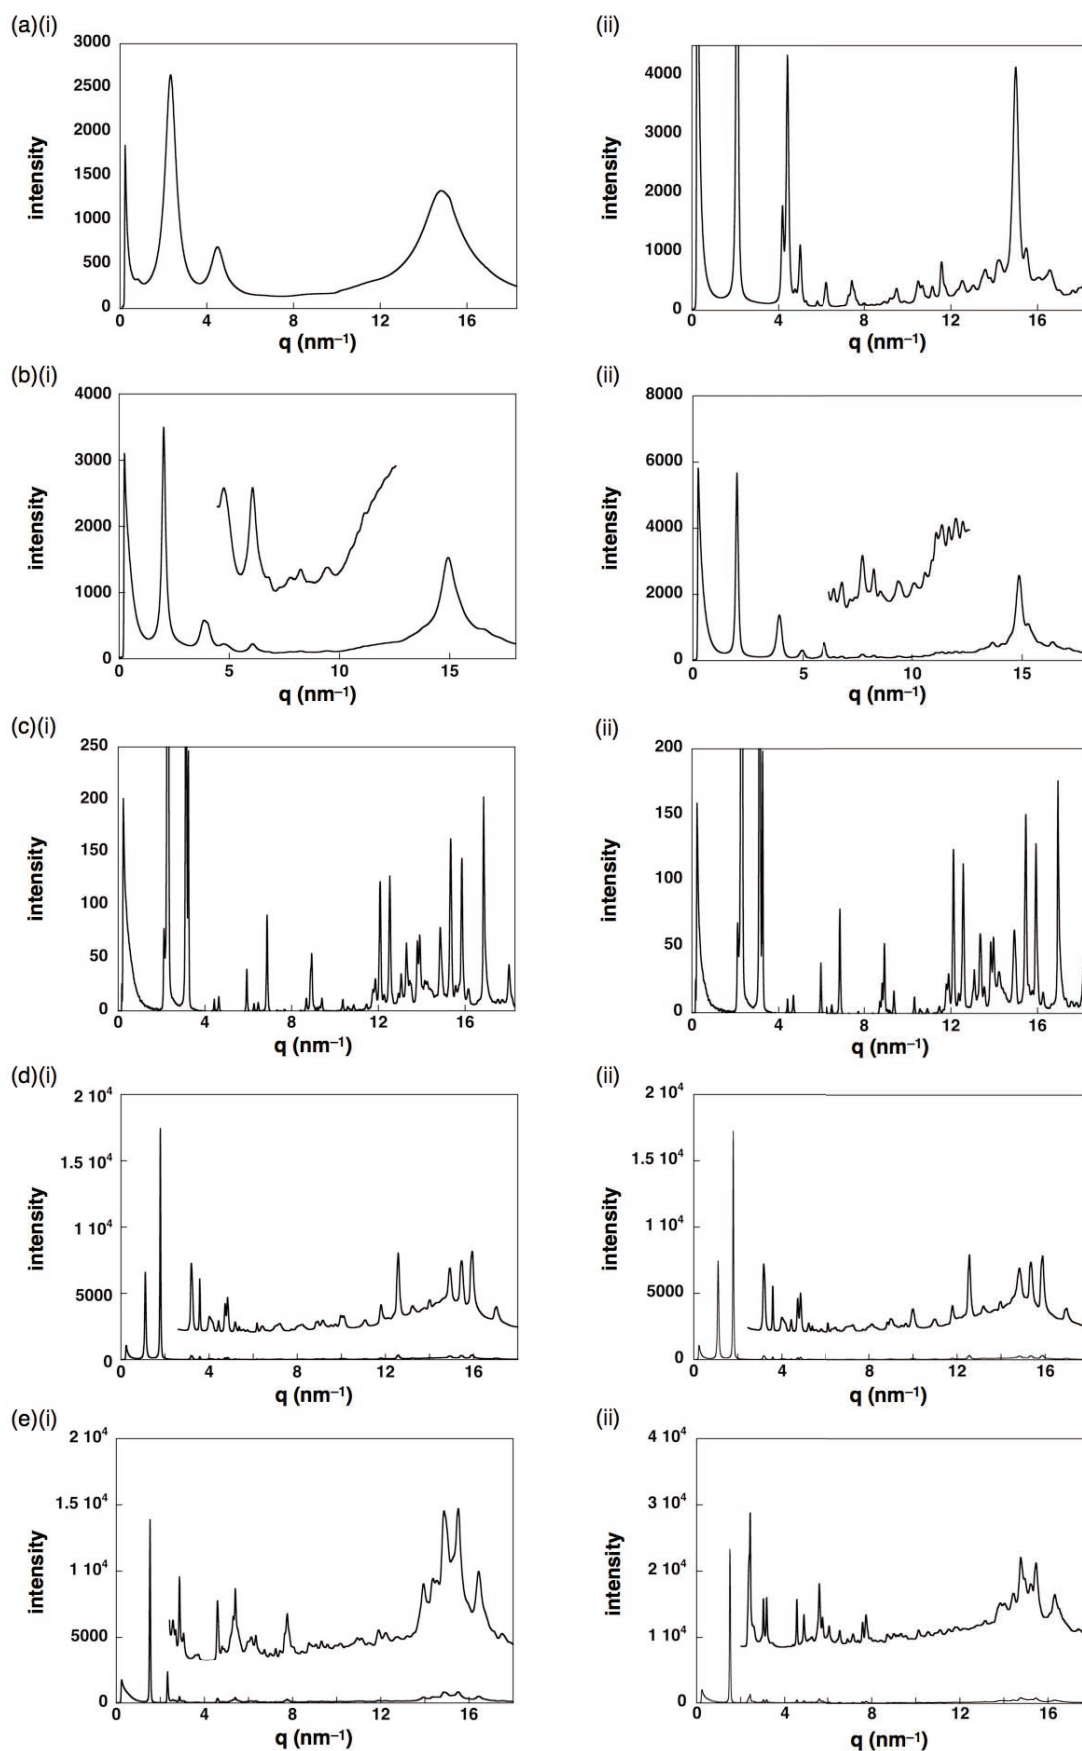 (a)(i)
intensity
3000
2500
2000
1500
1000
500
0
0 4 8 12 16
q (nm⁻¹)
(ii)
intensity
4000
3000
2000
1000
0
0 4 8 12 16
q (nm⁻¹)
(b)(i)
intensity
4000
3000
2000
1000
0
0 5 10 15
q (nm⁻¹)
(ii)
intensity
8000
6000
4000
2000
0
0 5 10 15
q (nm⁻¹)
(c)(i)
intensity
250
200
150
100
50
0
0 4 8 12 16
q (nm⁻¹)
(ii)
intensity
200
150
100
50
0
0 4 8 12 16
q (nm⁻¹)
(d)(i)
intensity
2 10⁴
1.5 10⁴
1 10⁴
5000
0
0 4 8 12 16
q (nm⁻¹)
(ii)
intensity
2 10⁴
1.5 10⁴
1 10⁴
5000
0
0 4 8 12 16
q (nm⁻¹)
(e)(i)
intensity
2 10⁴
1.5 10⁴
1 10⁴
5000
0
0 4 8 12 16
q (nm⁻¹)
(ii)
intensity
4 10⁴
3 10⁴
2 10⁴
1 10⁴
0
0 4 8 12 16
q (nm⁻¹)